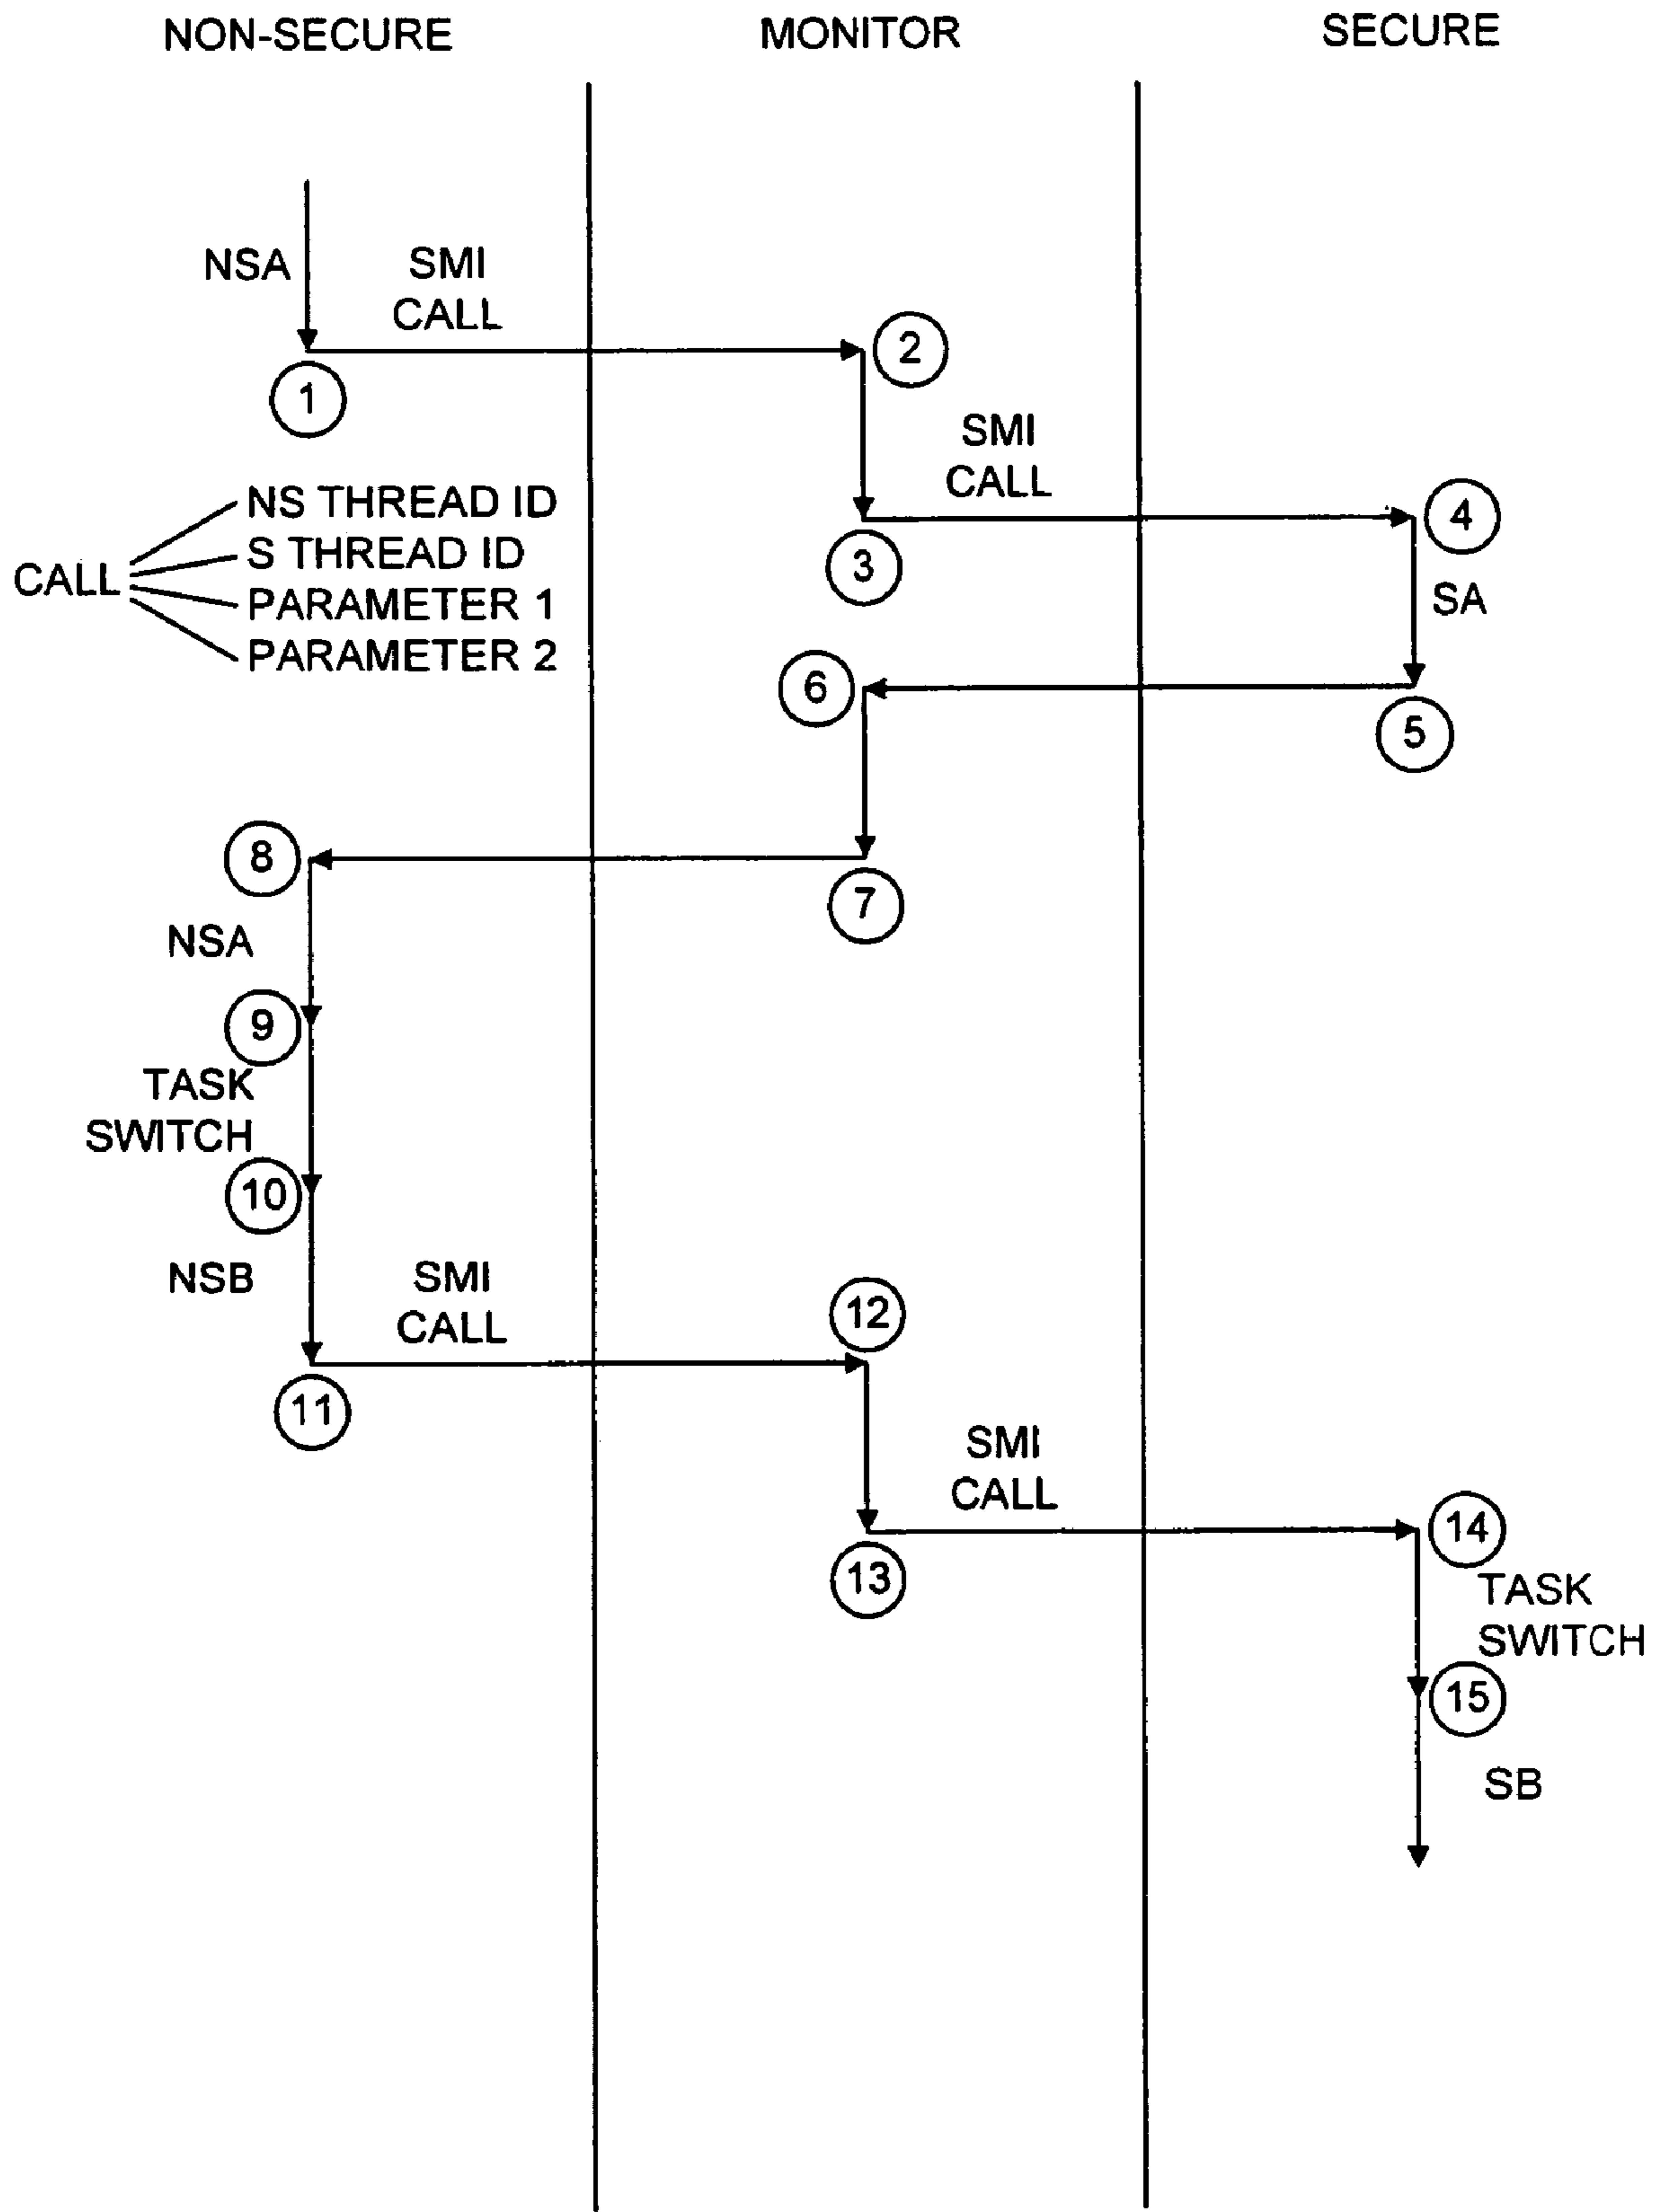 NON-SECURE
MONITOR
SECURE
NSA
SMI
CALL
2
1
SMI
CALL
4
3
CALL
NS THREAD ID
S THREAD ID
PARAMETER 1
PARAMETER 2
SA
6
5
8
7
NSA
9
TASK
SWITCH
10
NSB
SMI
CALL
12
11
SMI
CALL
14
13
TASK
SWITCH
15
SB